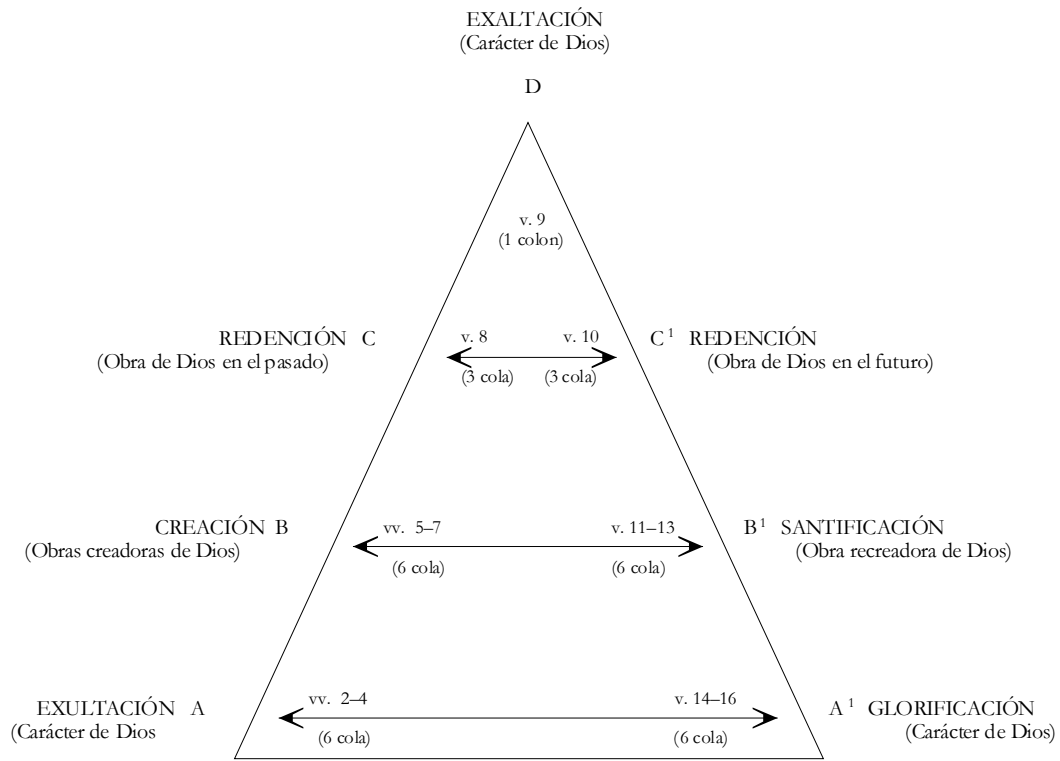 EXALTACIÓN
(Carácter de Dios)
D
v. 9
(1 colon)
REDENCIÓN C
(Obra de Dios en el pasado)
v. 8
v. 10
(3 cola)
(3 cola)
C¹ REDENCIÓN
(Obra de Dios en el futuro)
CREACIÓN B
(Obras creadoras de Dios)
vv. 5–7
v. 11–13
(6 cola)
(6 cola)
B¹ SANTIFICACIÓN
(Obra recreadora de Dios)
EXULTACIÓN A
(Carácter de Dios
vv. 2–4
v. 14–16
(6 cola)
(6 cola)
A¹ GLORIFICACIÓN
(Carácter de Dios)